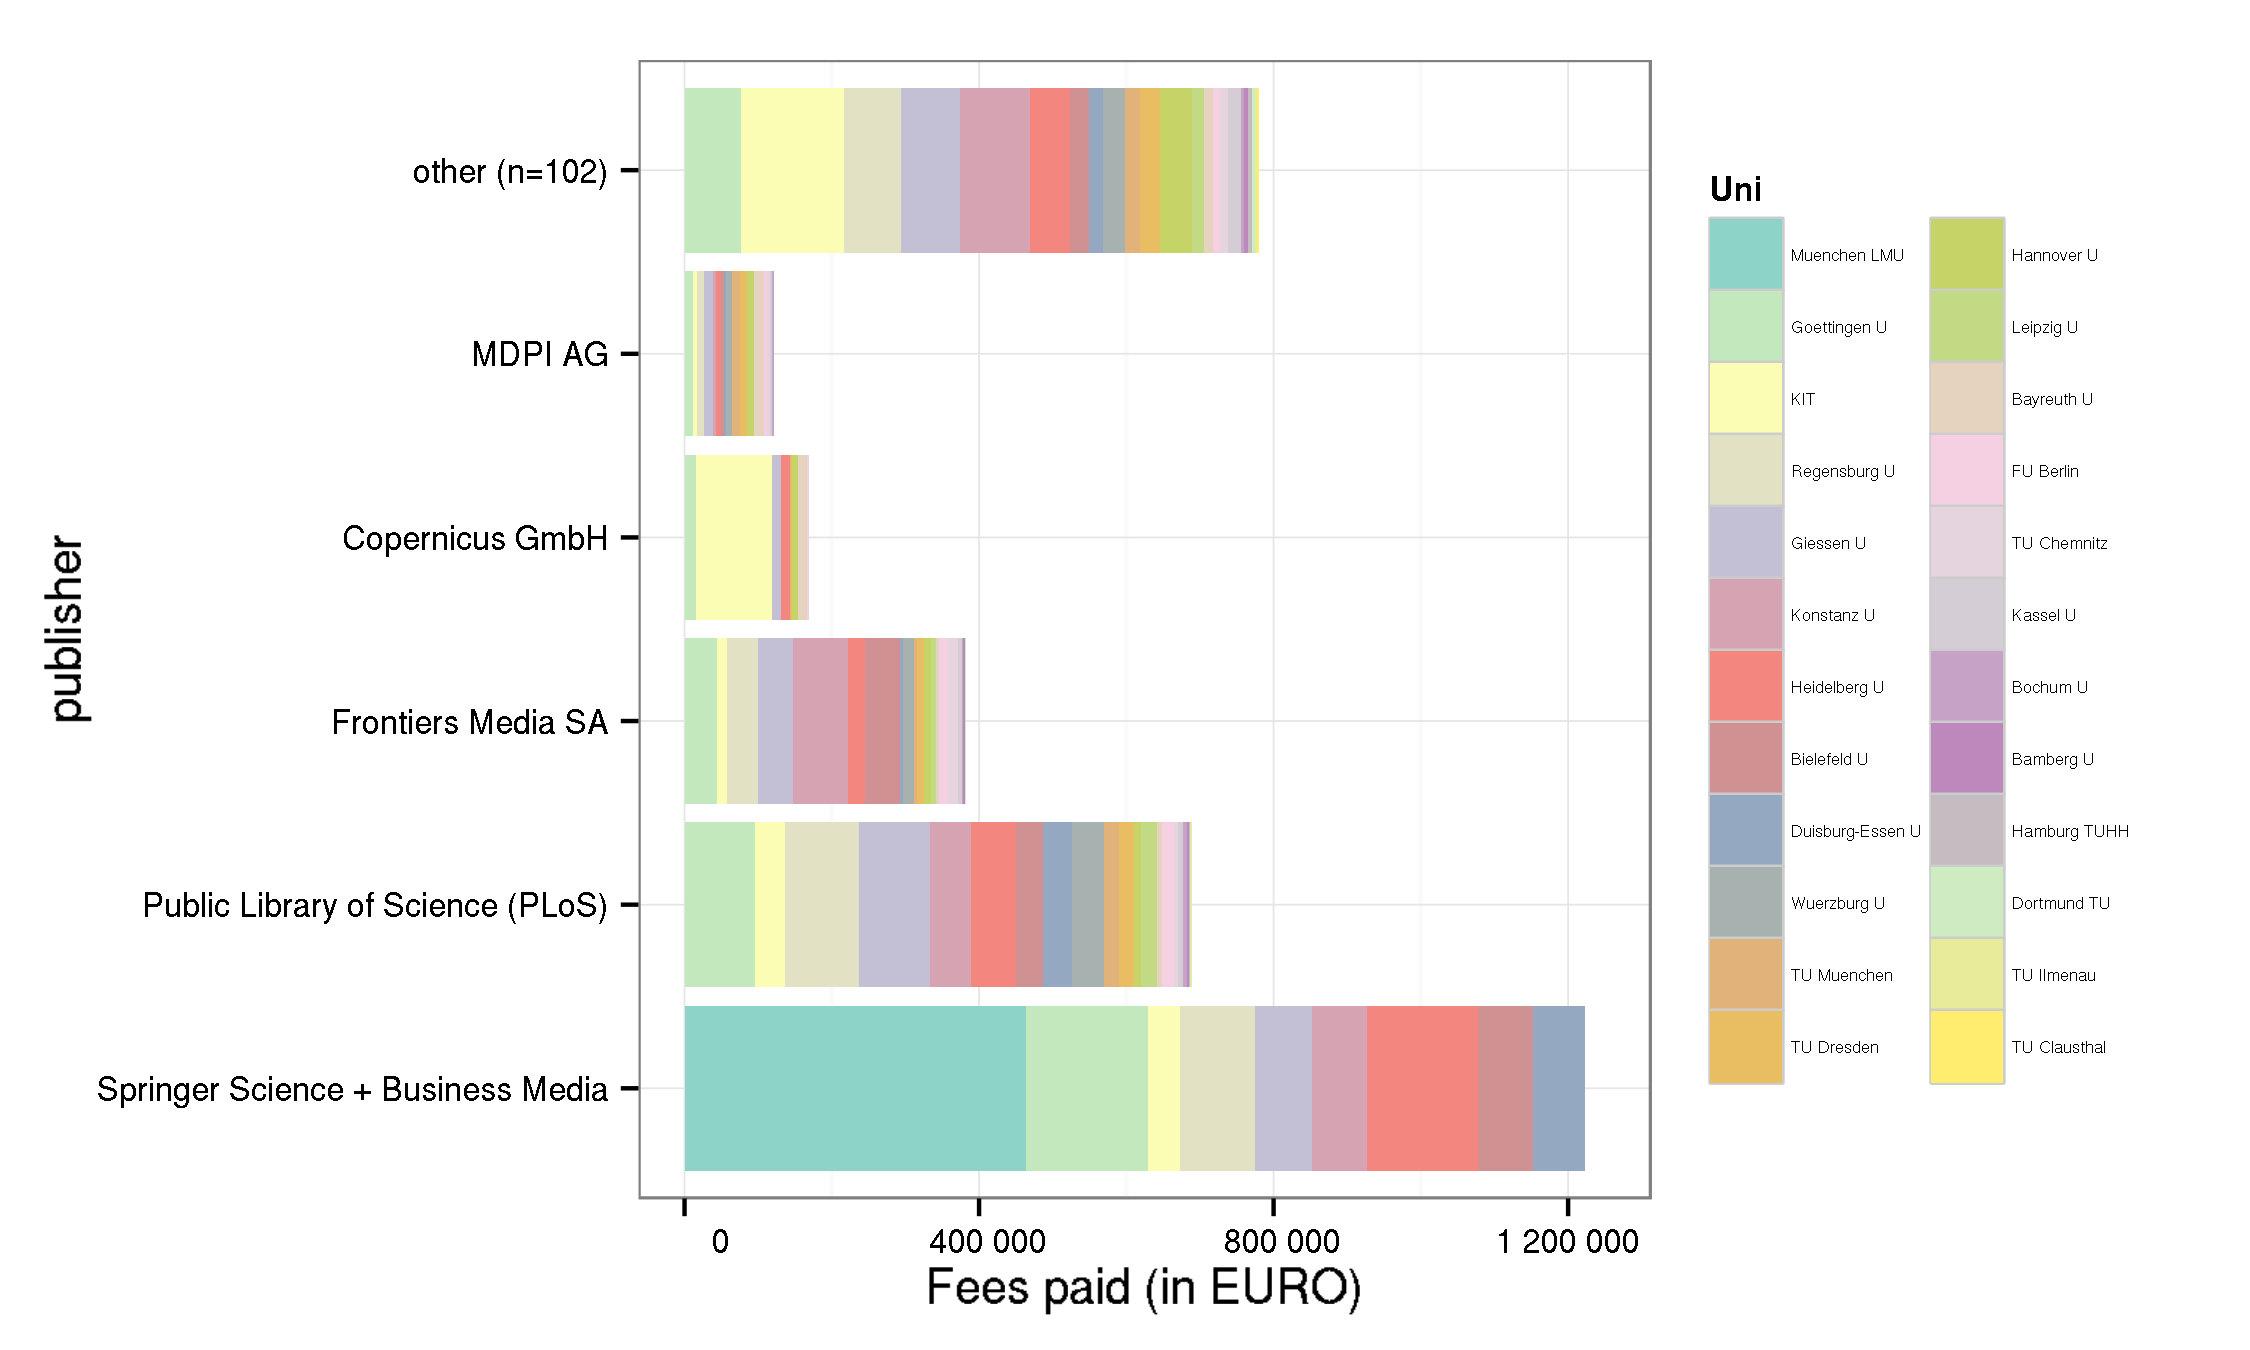 other (n=102)
MDPI AG
Copernicus GmbH
Frontiers Media SA
Public Library of Science (PLoS)
Springer Science + Business Media
publisher
0 400 000 800 000 1 200 000
Fees paid (in EURO)
Uni
Muenchen LMU
Goettingen U
KIT
Regensburg U
Giessen U
Konstanz U
Heidelberg U
Bielefeld U
Duisburg-Essen U
Wuerzburg U
TU Muenchen
TU Dresden
Hannover U
Leipzig U
Bayreuth U
FU Berlin
TU Chemnitz
Kassel U
Bochum U
Bamberg U
Hamburg TUHH
Dortmund TU
TU Ilmenau
TU Clausthal